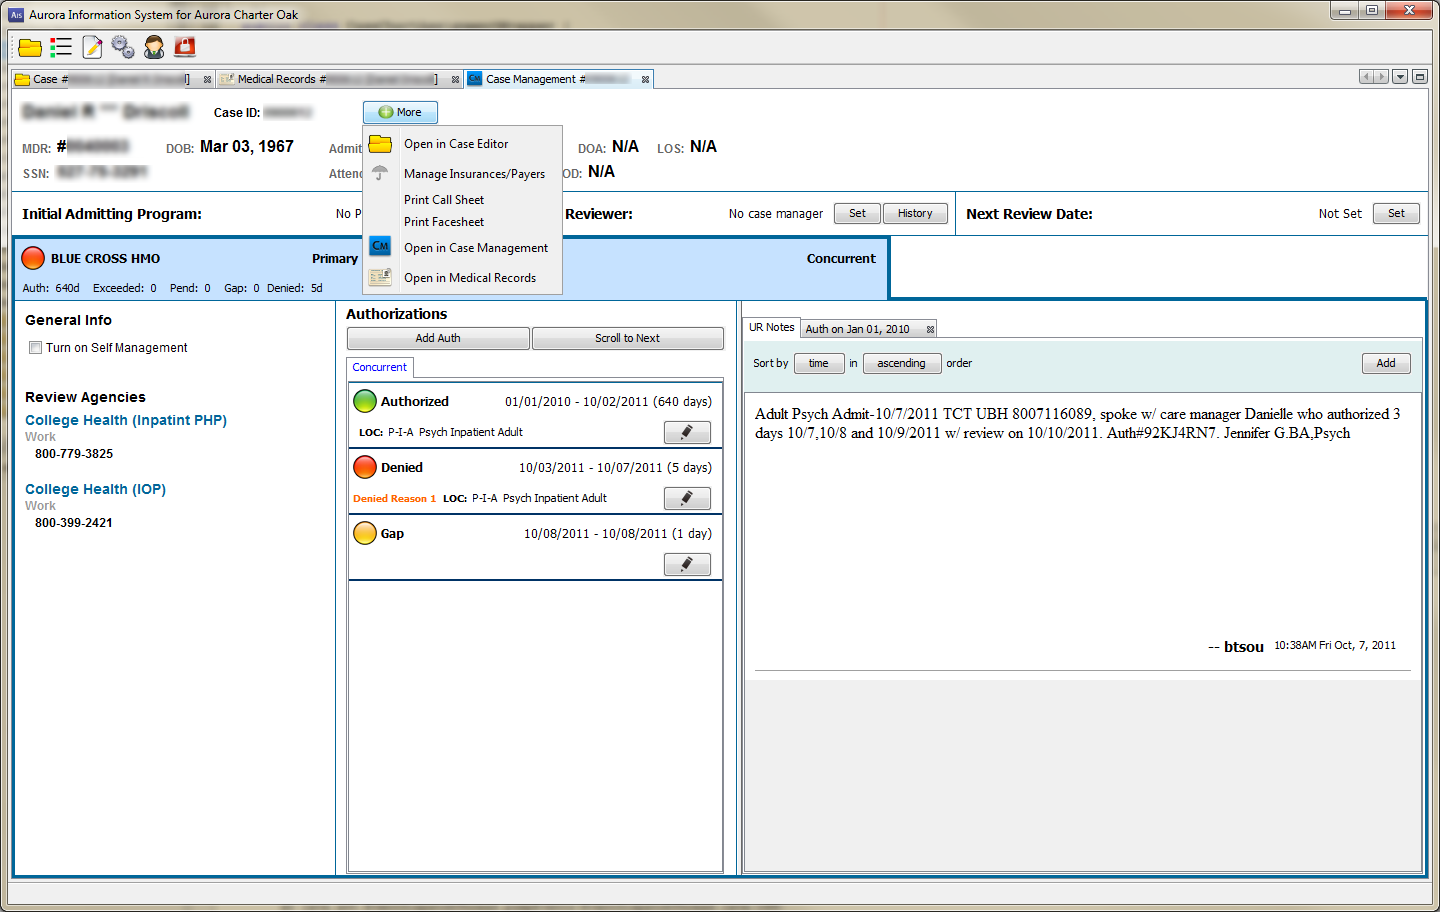 AIS Aurora Information System for Aurora Charter Oak
Case # ] Medical Records # ] CM Case Management #
Case ID: More
MDR: # DOB: Mar 03, 1967 Admit DOA: N/A LOS: N/A
SSN: Attend OD: N/A
Open in Case Editor
Manage Insurances/Payers
Print Call Sheet
Print Facesheet
CM Open in Case Management
Open in Medical Records
Initial Admitting Program: No P Reviewer: No case manager Set History Next Review Date: Not Set Set
BLUE CROSS HMO Primary Concurrent
Auth: 640d Exceeded: 0 Pend: 0 Gap: 0 Denied: 5d
General Info
Turn on Self Management
Review Agencies
College Health (Inpatint PHP)
Work
800-779-3825
College Health (IOP)
Work
800-399-2421
Authorizations
Add Auth Scroll to Next
Concurrent
Authorized 01/01/2010 - 10/02/2011 (640 days)
LOC: P-I-A Psych Inpatient Adult
Denied 10/03/2011 - 10/07/2011 (5 days)
Denied Reason 1 LOC: P-I-A Psych Inpatient Adult
Gap 10/08/2011 - 10/08/2011 (1 day)
UR Notes Auth on Jan 01, 2010
Sort by time in ascending order Add
Adult Psych Admit-10/7/2011 TCT UBH 8007116089, spoke w/ care manager Danielle who authorized 3
days 10/7,10/8 and 10/9/2011 w/ review on 10/10/2011. Auth#92KJ4RN7. Jennifer G.BA,Psych
-- btsou 10:38AM Fri Oct, 7, 2011